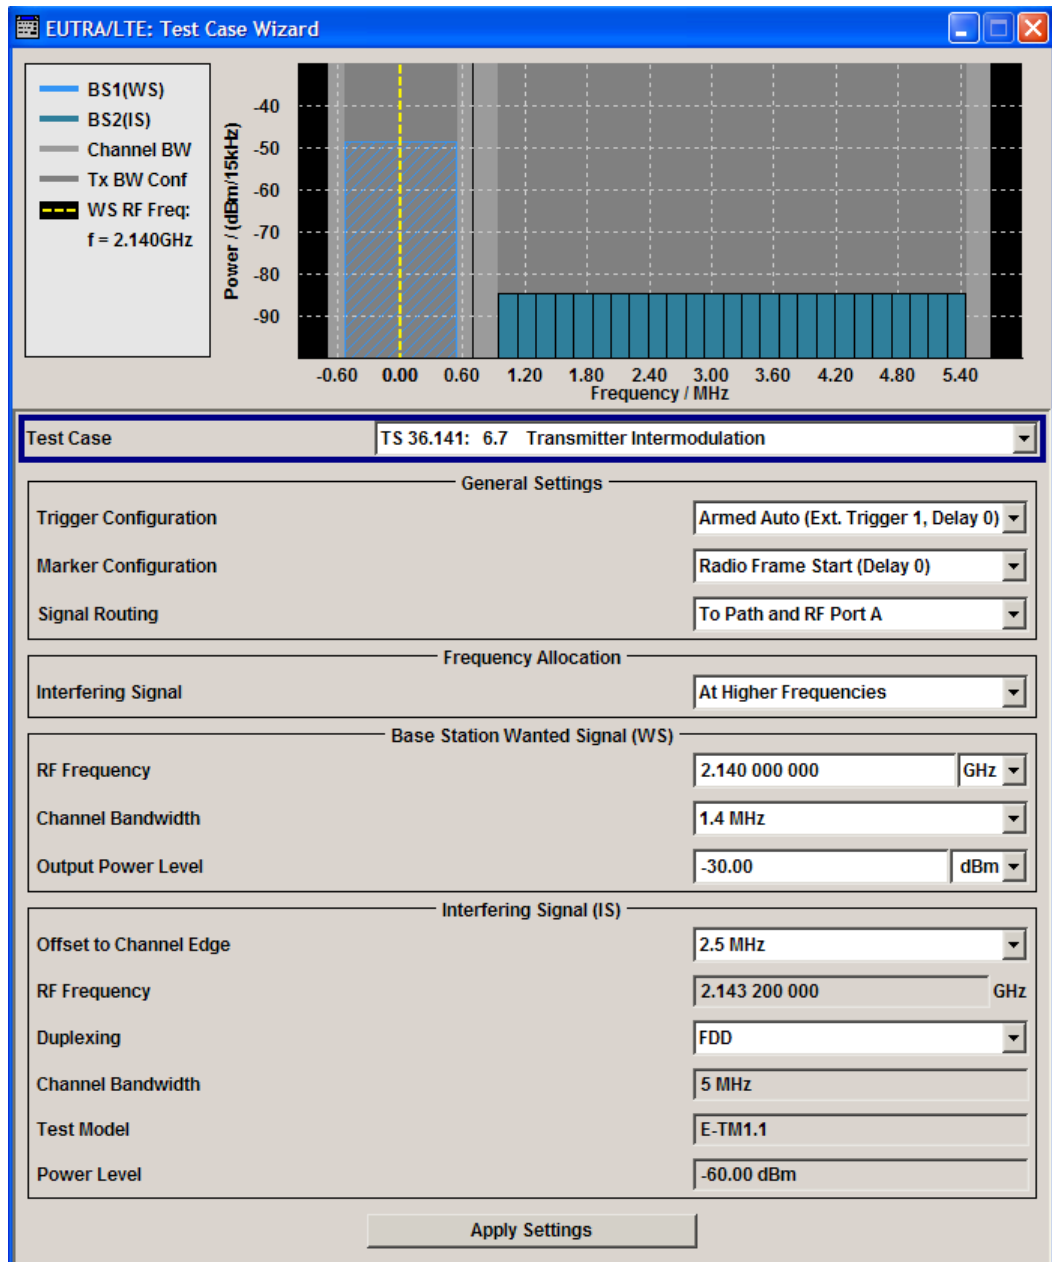 EUTRA/LTE: Test Case Wizard
BS1(WS)
BS2(IS)
Channel BW
Tx BW Conf
WS RF Freq:
f = 2.140GHz
Power / (dBm/15kHz)
-40
-50
-60
-70
-80
-90
-0.60 0.00 0.60 1.20 1.80 2.40 3.00 3.60 4.20 4.80 5.40
Frequency / MHz
Test Case TS 36.141: 6.7 Transmitter Intermodulation
General Settings
Trigger Configuration Armed Auto (Ext. Trigger 1, Delay 0)
Marker Configuration Radio Frame Start (Delay 0)
Signal Routing To Path and RF Port A
Frequency Allocation
Interfering Signal At Higher Frequencies
Base Station Wanted Signal (WS)
RF Frequency 2.140 000 000 GHz
Channel Bandwidth 1.4 MHz
Output Power Level -30.00 dBm
Interfering Signal (IS)
Offset to Channel Edge 2.5 MHz
RF Frequency 2.143 200 000 GHz
Duplexing FDD
Channel Bandwidth 5 MHz
Test Model E-TM1.1
Power Level -60.00 dBm
Apply Settings